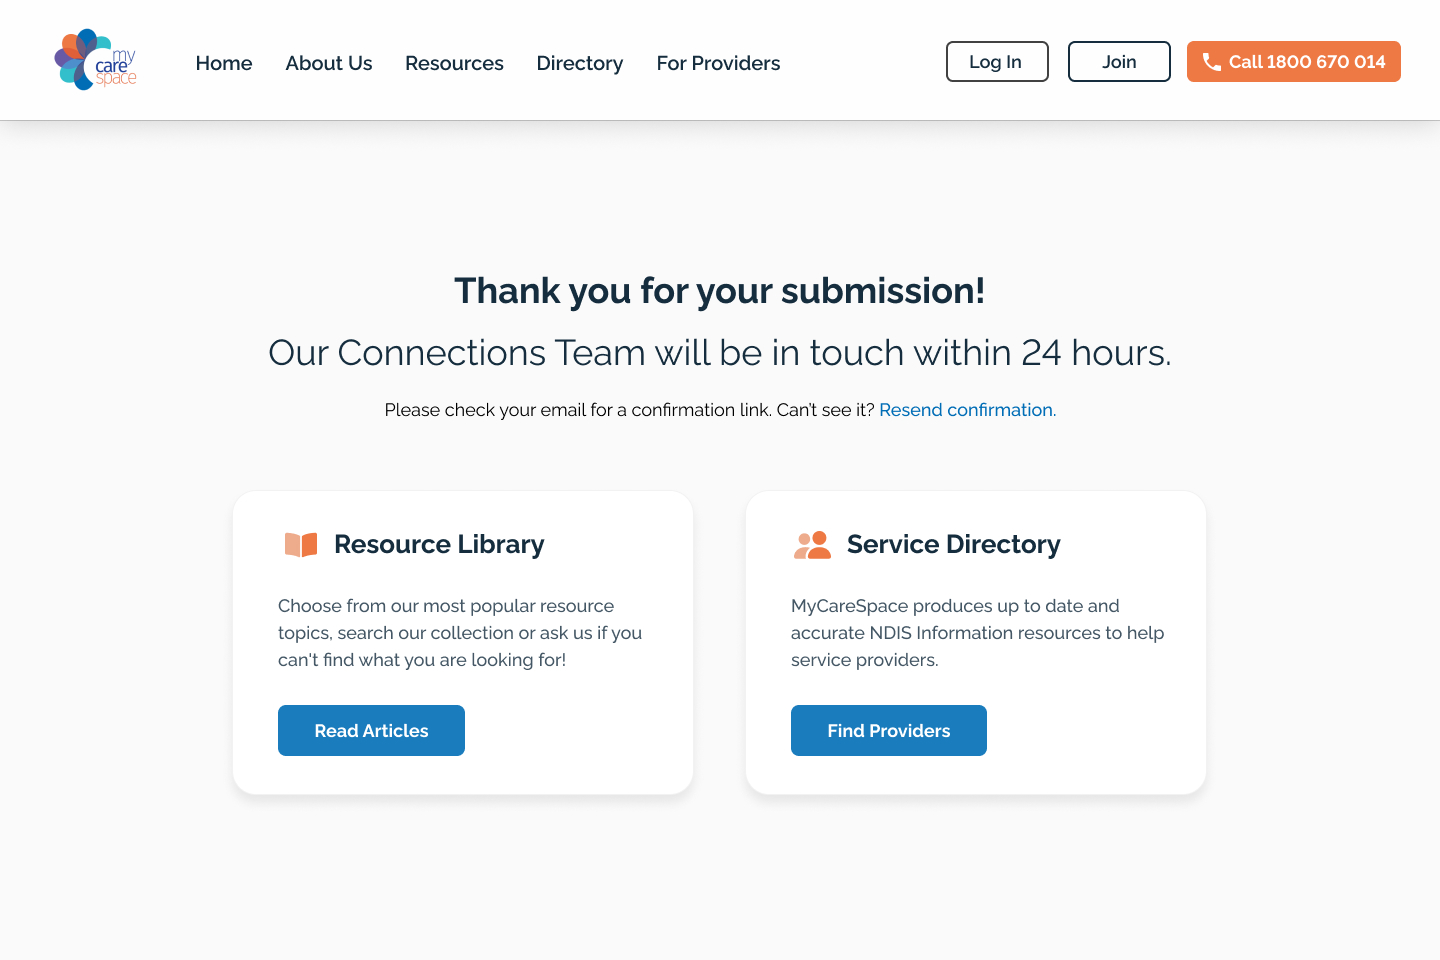 my
care
space
Home About Us Resources Directory For Providers Log In Join Call 1800 670 014
Thank you for your submission!
Our Connections Team will be in touch within 24 hours.
Please check your email for a confirmation link. Can't see it? Resend confirmation.
Resource Library
Choose from our most popular resource
topics, search our collection or ask us if you
can't find what you are looking for!
Read Articles
Service Directory
MyCareSpace produces up to date and
accurate NDIS Information resources to help
service providers.
Find Providers